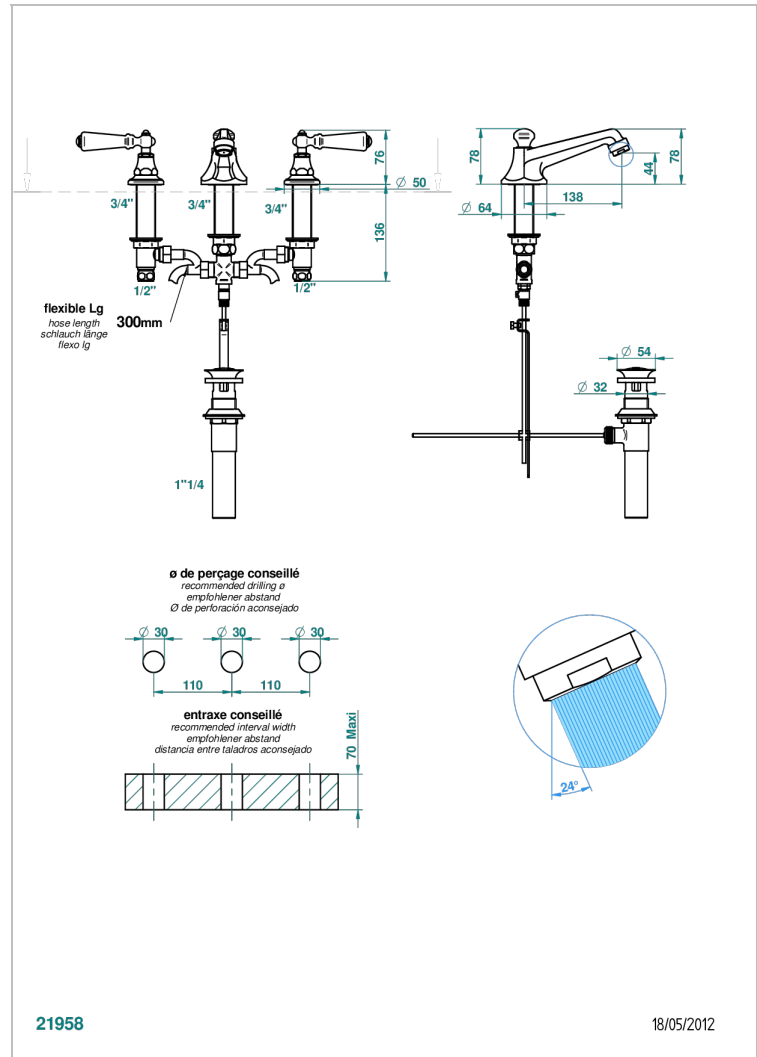 76
Ø 50
3/4"
3/4"
3/4"
136
1/2"
1/2"
flexible Lg
hose length
schlauch länge
flexo lg
300mm
1"1/4
78
44
78
138
Ø 64
Ø 54
Ø 32
ø de perçage conseillé
recommended drilling ø
empfohlener abstand
Ø de perforación aconsejado
Ø 30
Ø 30
Ø 30
110
110
entraxe conseillé
recommended interval width
empfohlener abstand
distancia entre taladros aconsejado
70 Maxi
24°
21958
18/05/2012